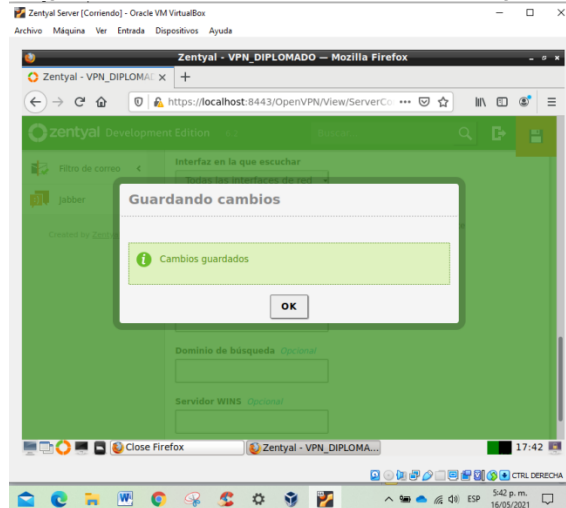 Zentyal Server [Corriendo] - Oracle VM VirtualBox
Archivo Máquina Ver Entrada Dispositivos Ayuda
Zentyal - VPN_DIPLOMADO — Mozilla Firefox
Zentyal - VPN_DIPLOMAD
https://localhost:8443/OpenVPN/View/ServerCo
zentyal Development Edition
Filtro de correo
Interfaz en la que escuchar
Todas las interfaces de red
Jabber
Guardando cambios
Created by Zentyal
Cambios guardados
OK
Dominio de búsqueda Opcional
Servidor WINS Opcional
Close Firefox
Zentyal - VPN_DIPLOMA...
17:42
CTRL DERECHA
ESP
5:42 p. m.
16/05/2021